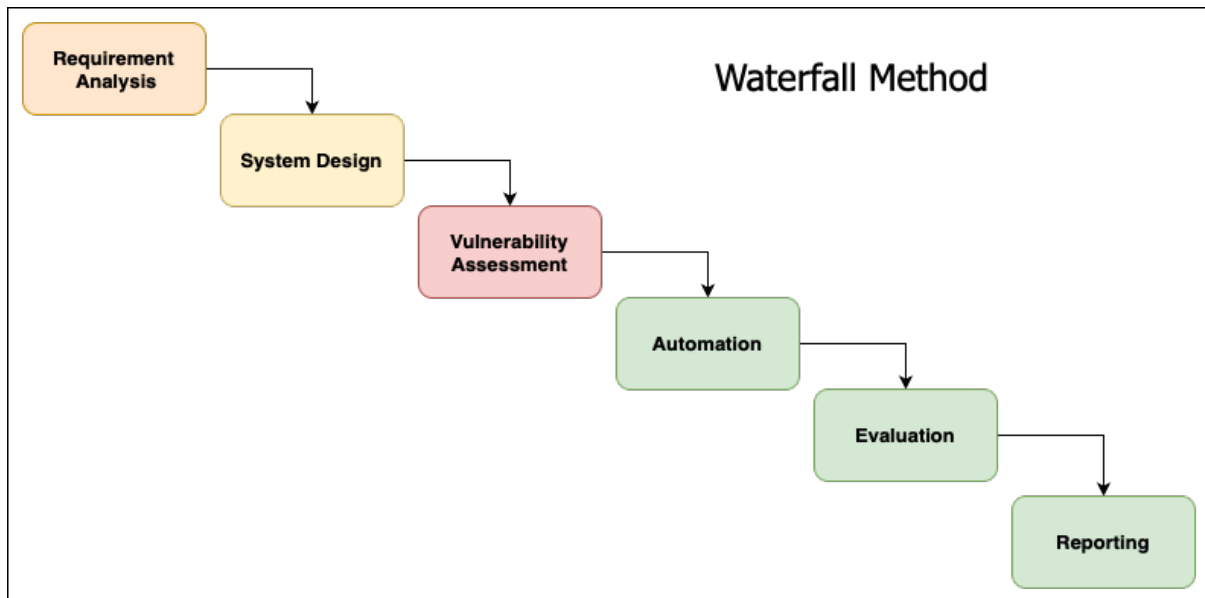 Requirement
Analysis
Waterfall Method
System Design
Vulnerability
Assessment
Automation
Evaluation
Reporting